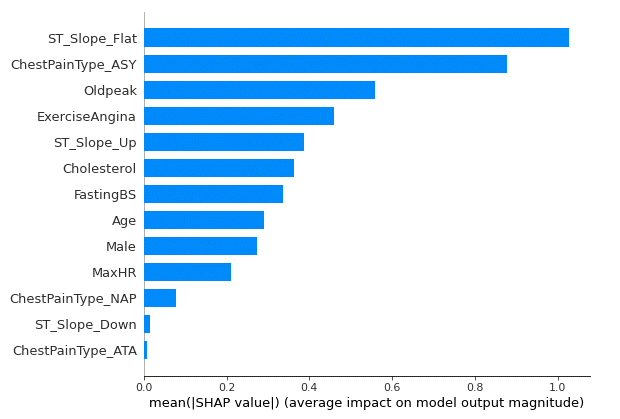 ST_Slope_Flat
ChestPainType_ASY
Oldpeak
ExerciseAngina
ST_Slope_Up
Cholesterol
FastingBS
Age
Male
MaxHR
ChestPainType_NAP
ST_Slope_Down
ChestPainType_ATA
0.0 0.2 0.4 0.6 0.8 1.0
mean(|SHAP value|) (average impact on model output magnitude)